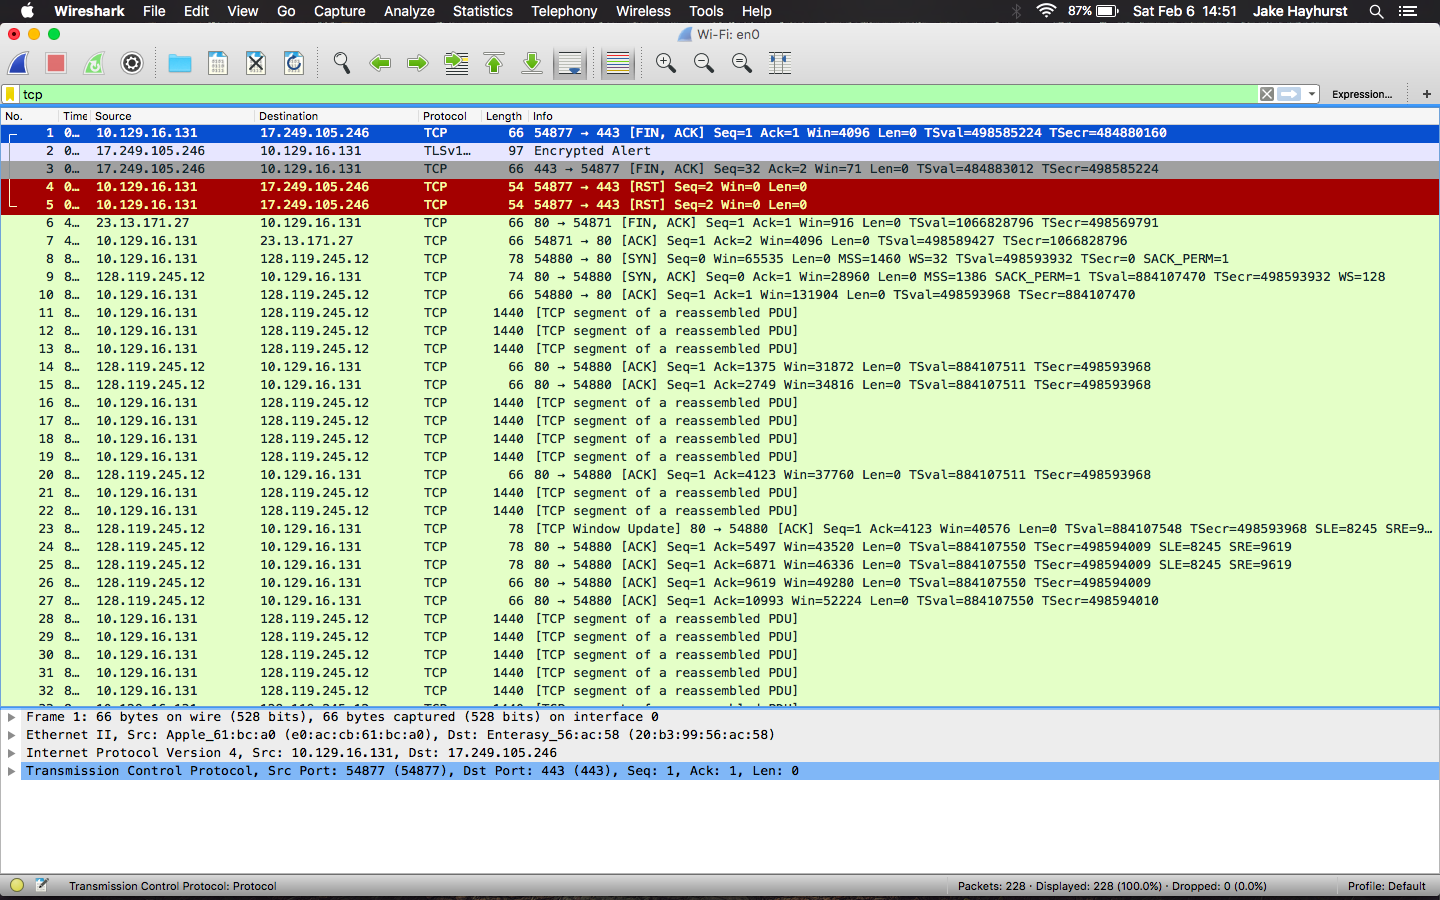 Wireshark File Edit View Go Capture Analyze Statistics Telephony Wireless Tools Help 87% Sat Feb 6 14:51 Jake Hayhurst
Wi-Fi: en0
tcp Expression... +
No. Time Source Destination Protocol Length Info
1 0... 10.129.16.131 17.249.105.246 TCP 66 54877 → 443 [FIN, ACK] Seq=1 Ack=1 Win=4096 Len=0 TSval=498585224 TSecr=484880160
2 0... 17.249.105.246 10.129.16.131 TLSv1... 97 Encrypted Alert
3 0... 17.249.105.246 10.129.16.131 TCP 66 443 → 54877 [FIN, ACK] Seq=32 Ack=2 Win=71 Len=0 TSval=484883012 TSecr=498585224
4 0... 10.129.16.131 17.249.105.246 TCP 54 54877 → 443 [RST] Seq=2 Win=0 Len=0
5 0... 10.129.16.131 17.249.105.246 TCP 54 54877 → 443 [RST] Seq=2 Win=0 Len=0
6 4... 23.13.171.27 10.129.16.131 TCP 66 80 → 54871 [FIN, ACK] Seq=1 Ack=1 Win=916 Len=0 TSval=1066828796 TSecr=498569791
7 4... 10.129.16.131 23.13.171.27 TCP 66 54871 → 80 [ACK] Seq=1 Ack=2 Win=4096 Len=0 TSval=498589427 TSecr=1066828796
8 8... 10.129.16.131 128.119.245.12 TCP 78 54880 → 80 [SYN] Seq=0 Win=65535 Len=0 MSS=1460 WS=32 TSval=498593932 TSecr=0 SACK_PERM=1
9 8... 128.119.245.12 10.129.16.131 TCP 74 80 → 54880 [SYN, ACK] Seq=0 Ack=1 Win=28960 Len=0 MSS=1386 SACK_PERM=1 TSval=884107470 TSecr=498593932 WS=128
10 8... 10.129.16.131 128.119.245.12 TCP 66 54880 → 80 [ACK] Seq=1 Ack=1 Win=131904 Len=0 TSval=498593968 TSecr=884107470
11 8... 10.129.16.131 128.119.245.12 TCP 1440 [TCP segment of a reassembled PDU]
12 8... 10.129.16.131 128.119.245.12 TCP 1440 [TCP segment of a reassembled PDU]
13 8... 10.129.16.131 128.119.245.12 TCP 1440 [TCP segment of a reassembled PDU]
14 8... 128.119.245.12 10.129.16.131 TCP 66 80 → 54880 [ACK] Seq=1 Ack=1375 Win=31872 Len=0 TSval=884107511 TSecr=498593968
15 8... 128.119.245.12 10.129.16.131 TCP 66 80 → 54880 [ACK] Seq=1 Ack=2749 Win=34816 Len=0 TSval=884107511 TSecr=498593968
16 8... 10.129.16.131 128.119.245.12 TCP 1440 [TCP segment of a reassembled PDU]
17 8... 10.129.16.131 128.119.245.12 TCP 1440 [TCP segment of a reassembled PDU]
18 8... 10.129.16.131 128.119.245.12 TCP 1440 [TCP segment of a reassembled PDU]
19 8... 10.129.16.131 128.119.245.12 TCP 1440 [TCP segment of a reassembled PDU]
20 8... 128.119.245.12 10.129.16.131 TCP 66 80 → 54880 [ACK] Seq=1 Ack=4123 Win=37760 Len=0 TSval=884107511 TSecr=498593968
21 8... 10.129.16.131 128.119.245.12 TCP 1440 [TCP segment of a reassembled PDU]
22 8... 10.129.16.131 128.119.245.12 TCP 1440 [TCP segment of a reassembled PDU]
23 8... 128.119.245.12 10.129.16.131 TCP 78 [TCP Window Update] 80 → 54880 [ACK] Seq=1 Ack=4123 Win=40576 Len=0 TSval=884107548 TSecr=498593968 SLE=8245 SRE=9...
24 8... 128.119.245.12 10.129.16.131 TCP 78 80 → 54880 [ACK] Seq=1 Ack=5497 Win=43520 Len=0 TSval=884107550 TSecr=498594009 SLE=8245 SRE=9619
25 8... 128.119.245.12 10.129.16.131 TCP 78 80 → 54880 [ACK] Seq=1 Ack=6871 Win=46336 Len=0 TSval=884107550 TSecr=498594009 SLE=8245 SRE=9619
26 8... 128.119.245.12 10.129.16.131 TCP 66 80 → 54880 [ACK] Seq=1 Ack=9619 Win=49280 Len=0 TSval=884107550 TSecr=498594009
27 8... 128.119.245.12 10.129.16.131 TCP 66 80 → 54880 [ACK] Seq=1 Ack=10993 Win=52224 Len=0 TSval=884107550 TSecr=498594010
28 8... 10.129.16.131 128.119.245.12 TCP 1440 [TCP segment of a reassembled PDU]
29 8... 10.129.16.131 128.119.245.12 TCP 1440 [TCP segment of a reassembled PDU]
30 8... 10.129.16.131 128.119.245.12 TCP 1440 [TCP segment of a reassembled PDU]
31 8... 10.129.16.131 128.119.245.12 TCP 1440 [TCP segment of a reassembled PDU]
32 8... 10.129.16.131 128.119.245.12 TCP 1440 [TCP segment of a reassembled PDU]
Frame 1: 66 bytes on wire (528 bits), 66 bytes captured (528 bits) on interface 0
Ethernet II, Src: Apple_61:bc:a0 (e0:ac:cb:61:bc:a0), Dst: Enterasy_56:ac:58 (20:b3:99:56:ac:58)
Internet Protocol Version 4, Src: 10.129.16.131, Dst: 17.249.105.246
Transmission Control Protocol, Src Port: 54877 (54877), Dst Port: 443 (443), Seq: 1, Ack: 1, Len: 0
Transmission Control Protocol: Protocol Packets: 228 · Displayed: 228 (100.0%) · Dropped: 0 (0.0%) Profile: Default